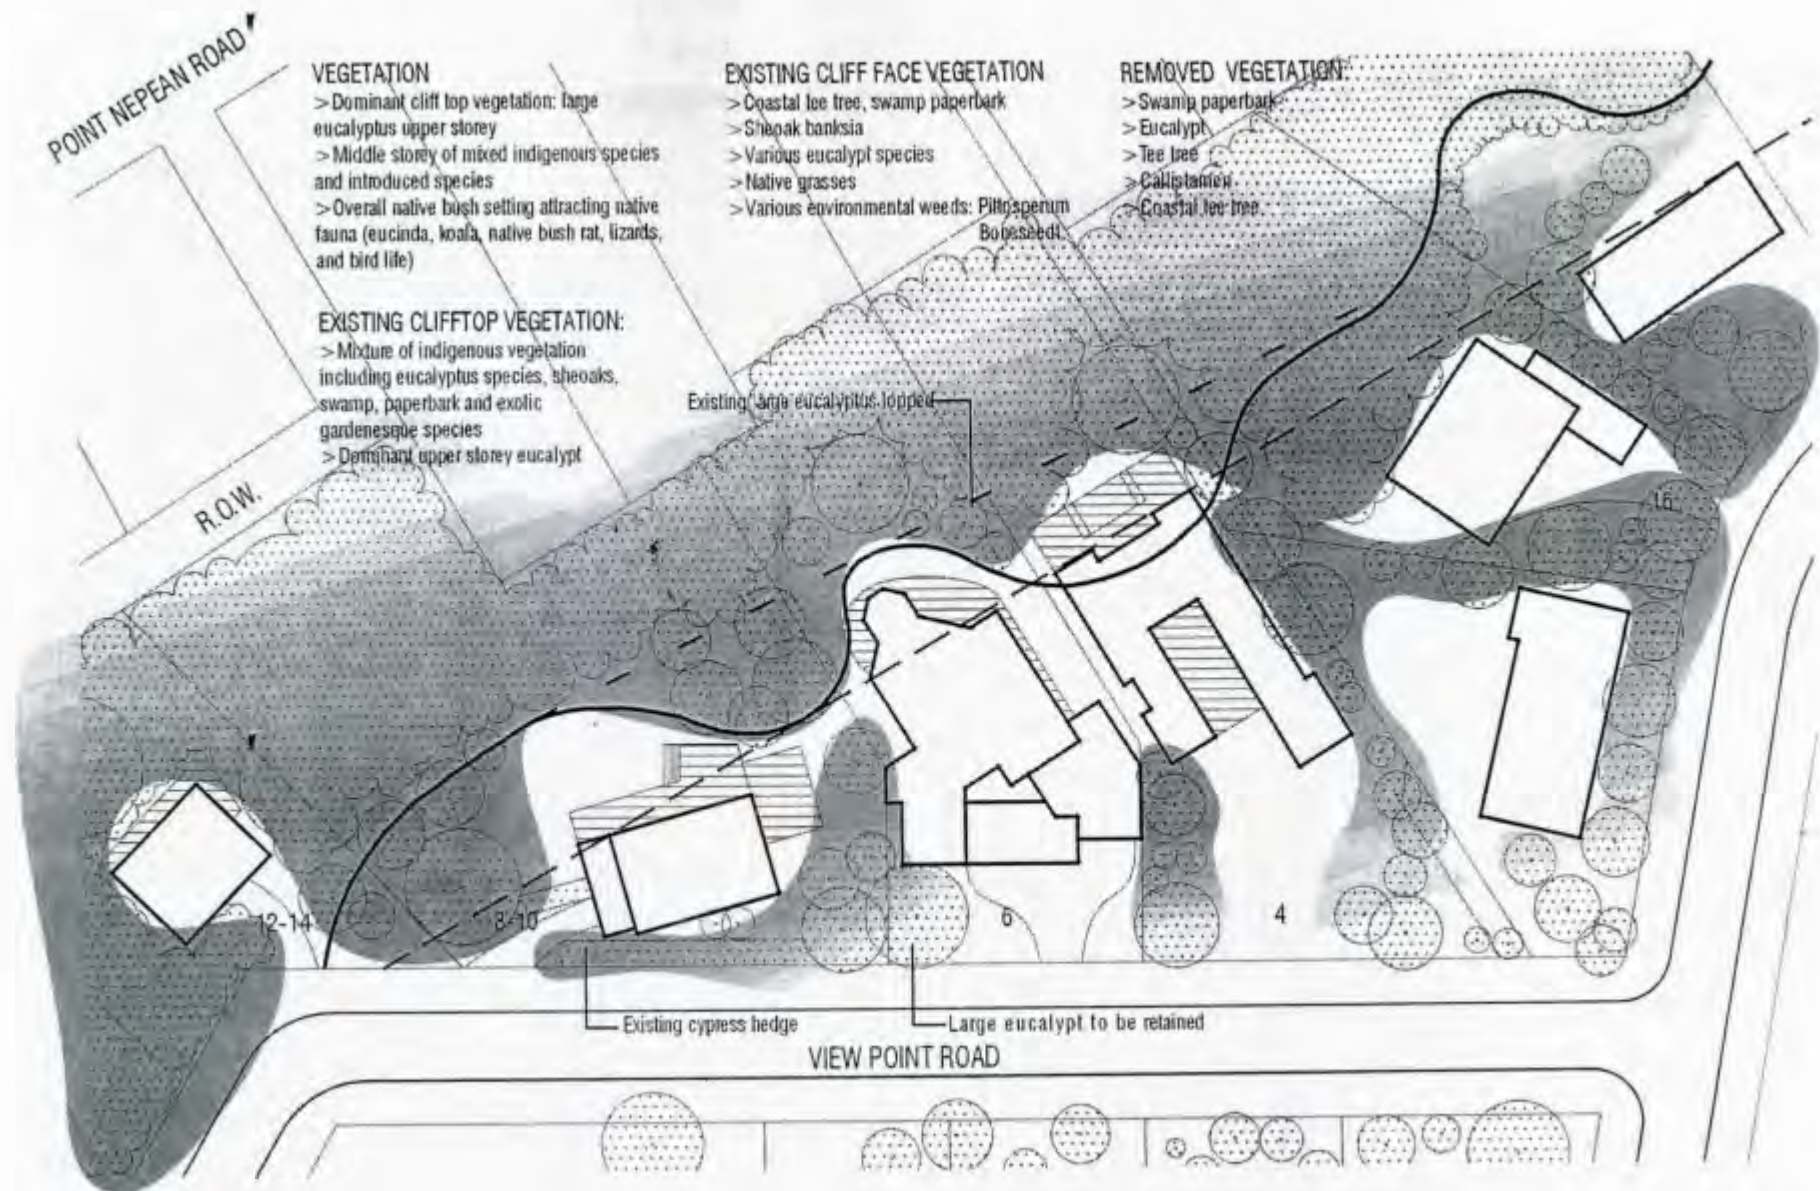 POINT NEPEAN ROAD
VEGETATION
>Dominant cliff top vegetation: large
eucalyptus upper storey
>Middle storey of mixed indigenous species
and introduced species
>Overall native bush setting attracting native
fauna (eucinda, koala, native bush rat, lizards,
and bird life)
EXISTING CLIFFTOP VEGETATION:
>Mixture of indigenous vegetation
including eucalyptus species, sheoaks,
swamp, paperbark and exotic
gardenesque species
>Dominant upper storey eucalypt
EXISTING CLIFF FACE VEGETATION
>Coastal tee tree, swamp paperbark
>Sheoak banksia
>Various eucalypt species
>Native grasses
>Various environmental weeds: Pittosperum
Boneseed
REMOVED VEGETATION:
>Swamp paperbark
>Eucalypt
>Tee tree
>Callistamen
>Coastal tee tree
Existing large eucalyptus lopped
R.O.W.
16
12-14
8-10
6
4
Existing cypress hedge
Large eucalypt to be retained
VIEW POINT ROAD